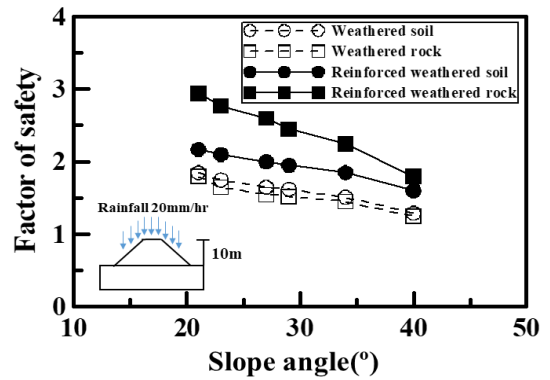 4
3
2
1
0
Factor of safety
Weathered soil
Weathered rock
Reinforced weathered soil
Reinforced weathered rock
Rainfall 20mm/hr
10m
10 20 30 40 50
Slope angle(º)